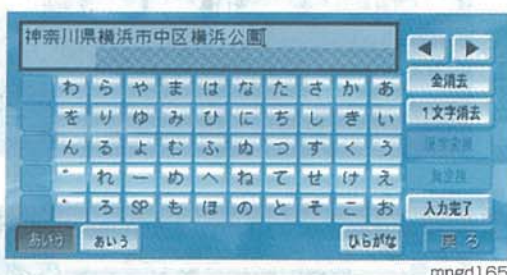 神奈川県横浜市中区横浜公園
◀ ▶
わ ら や ま は な た さ か あ 全消去
を り ゆ み ひ に ち し き い 1文字消去
ん る よ む ふ ぬ つ す く う
゛ れ ー め へ ね て せ け え
゜ ろ SP も ほ の と そ こ お 入力完了
あいう あいう ひらがな 戻る
mngd165